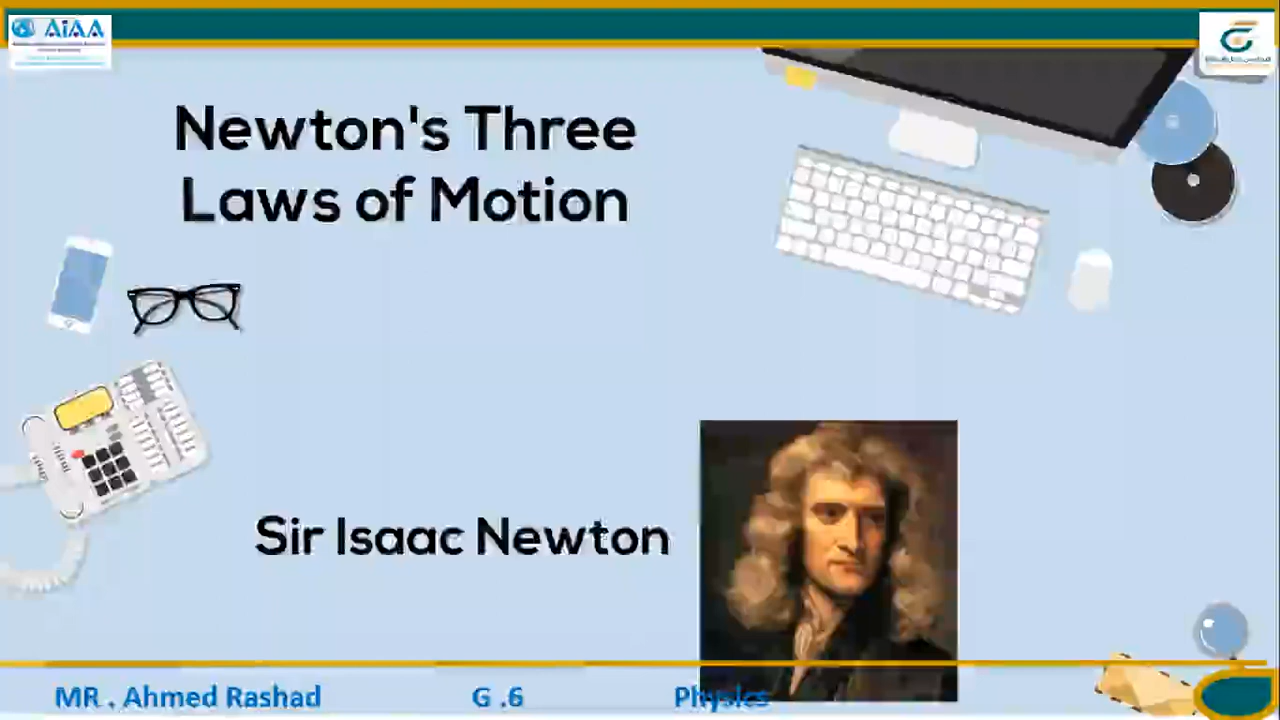 AiAA
Newton's Three
Laws of Motion
Sir Isaac Newton
MR . Ahmed Rashad
G .6
Physics